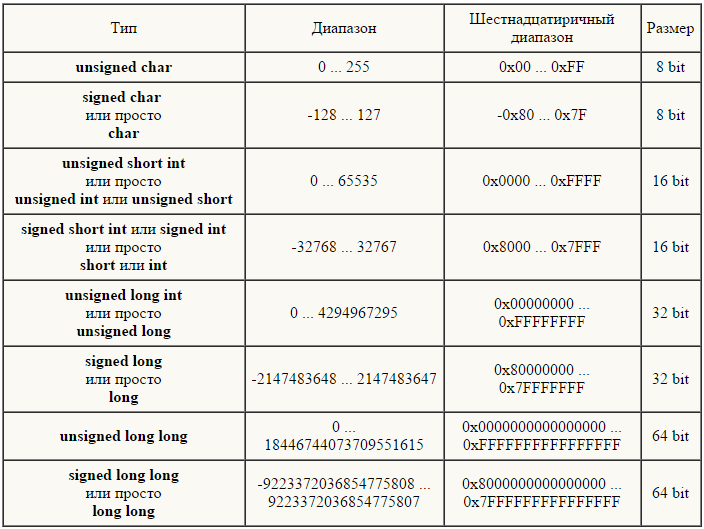 Тип
Диапазон
Шестнадцатиричный
диапазон
Размер
unsigned char
0 ... 255
0x00 ... 0xFF
8 bit
signed char
или просто
char
-128 ... 127
-0x80 ... 0x7F
8 bit
unsigned short int
или просто
unsigned int или unsigned short
0 ... 65535
0x0000 ... 0xFFFF
16 bit
signed short int или signed int
или просто
short или int
-32768 ... 32767
0x8000 ... 0x7FFF
16 bit
unsigned long int
или просто
unsigned long
0 ... 4294967295
0x00000000 ...
0xFFFFFFFF
32 bit
signed long
или просто
long
-2147483648 ... 2147483647
0x80000000 ...
0x7FFFFFFF
32 bit
unsigned long long
0 ...
18446744073709551615
0x0000000000000000 ...
0xFFFFFFFFFFFFFFFF
64 bit
signed long long
или просто
long long
-9223372036854775808 ...
9223372036854775807
0x8000000000000000 ...
0x7FFFFFFFFFFFFFFF
64 bit